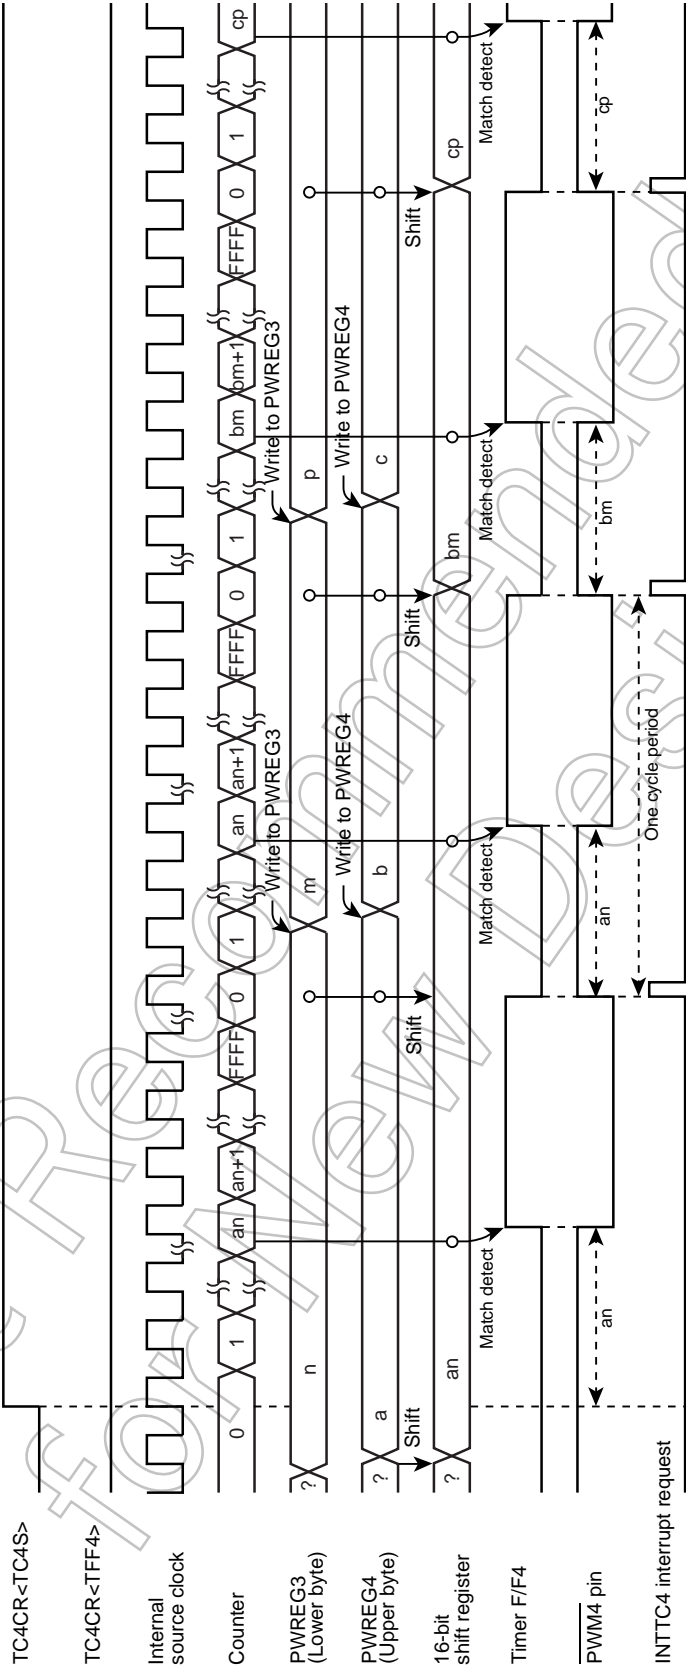 TC4CR<TC4S>
TC4CR<TFF4>
Internal
source clock
Counter
0
1
an
an+1
FFFF
0
1
an
an+1
FFFF
0
1
bm
bm+1
FFFF
0
1
cp
Write to PWREG3
Write to PWREG3
PWREG3
(Lower byte)
?
n
m
p
Write to PWREG4
Write to PWREG4
PWREG4
(Upper byte)
?
a
b
c
Shift
Shift
Shift
Shift
16-bit
shift register
?
an
bm
cp
Match detect
Match detect
Match detect
Match detect
Timer F/F4
PWM4 pin
an
an
bm
cp
One cycle period
INTTC4 interrupt request
Recommended
for New Desi